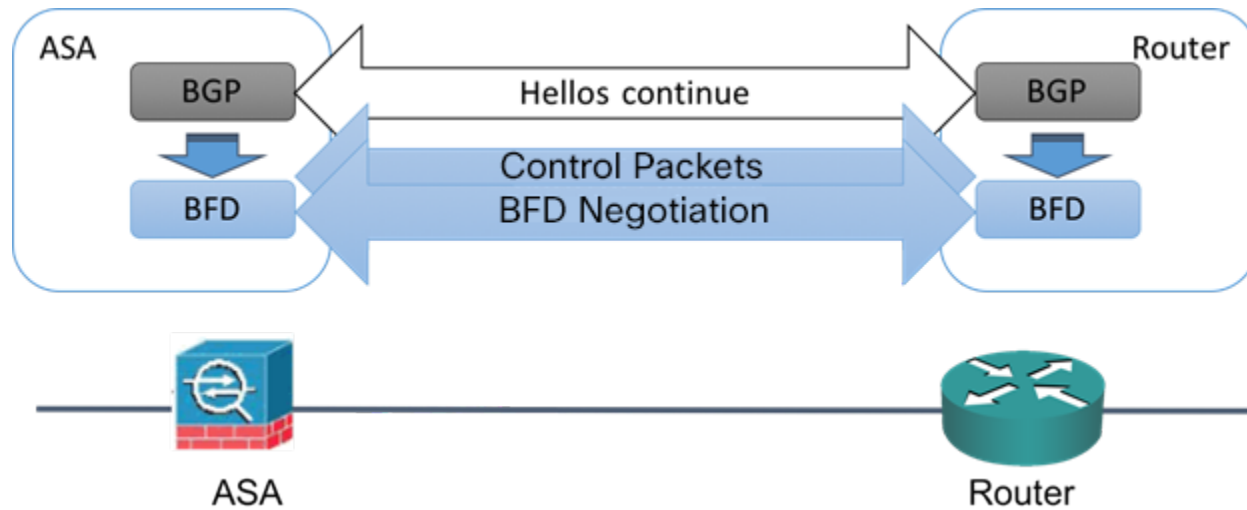 ASA
Router
BGP
Hellos continue
BGP
Control Packets
BFD
BFD Negotiation
BFD
ASA
Router